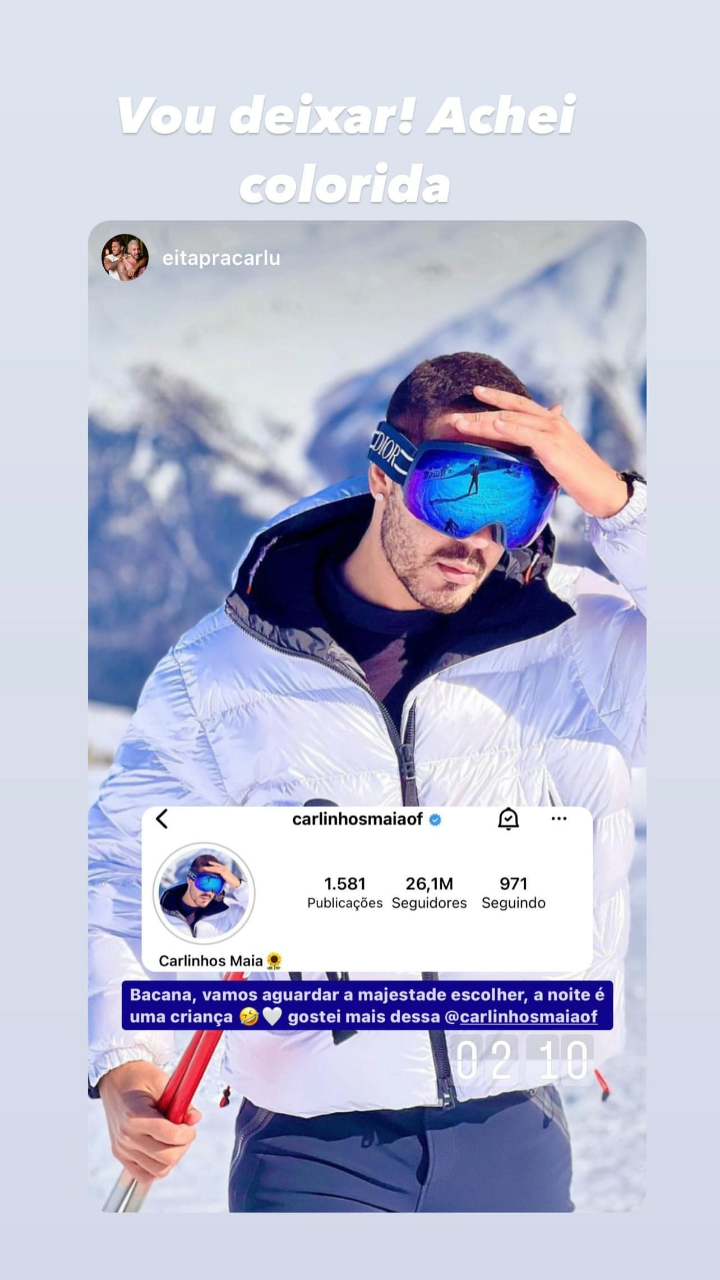 Vou deixar! Achei
colorida
eitapracarlu
DIOR
carlinhosmaiaof
1.581 26,1M 971
Publicações Seguidores Seguindo
Carlinhos Maia🌻
Bacana, vamos aguardar a majestade escolher, a noite é
uma criança 🤣🤍 gostei mais dessa @carlinhosmaiaof
02 10